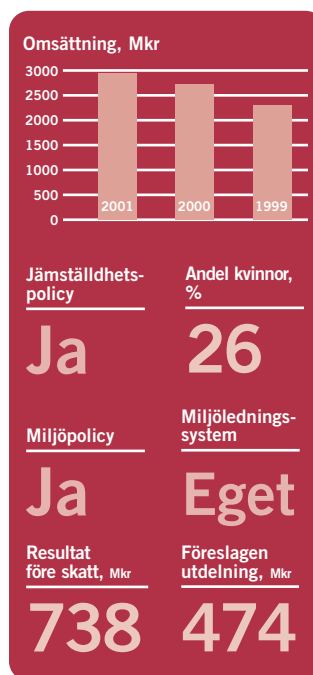 Omsättning, Mkr
3000
2500
2000
1500
1000
500
0
2001 2000 1999
Jämställdhets-
policy
Ja
Andel kvinnor,
%
26
Miljöpolicy
Ja
Miljölednings-
system
Eget
Resultat
före skatt, Mkr
738
Föreslagen
utdelning, Mkr
474